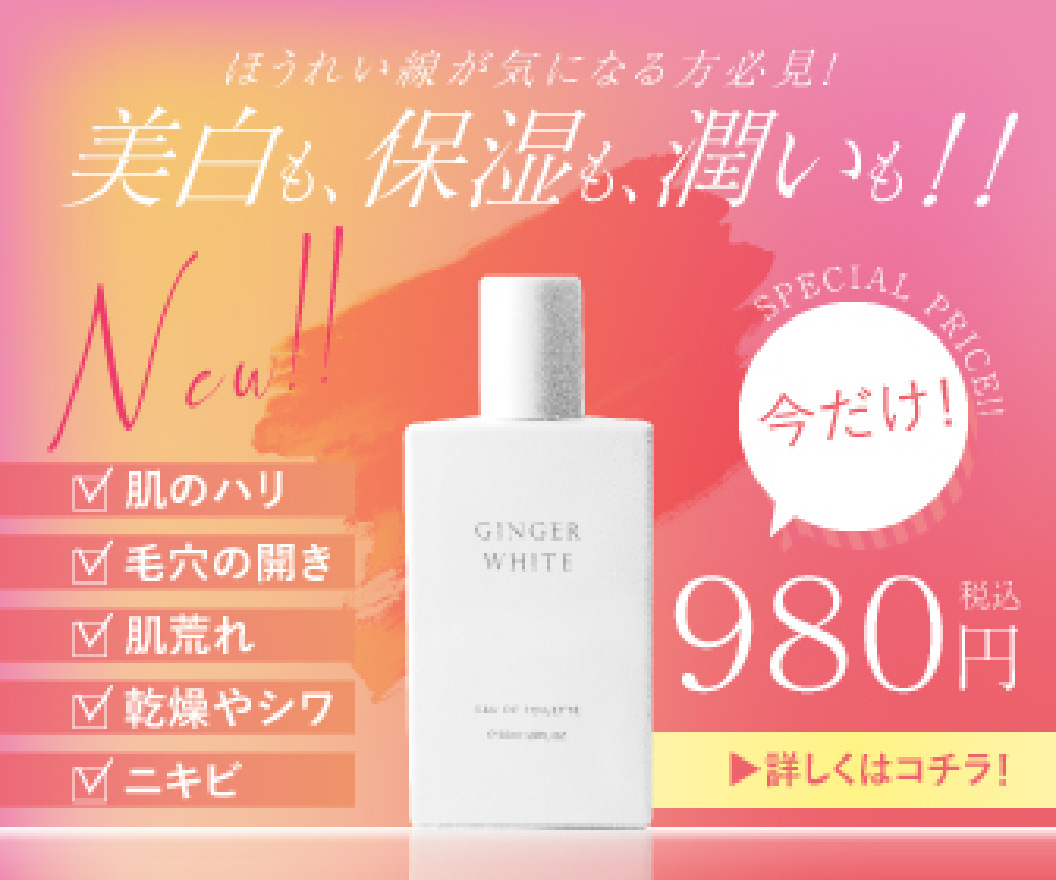 ほうれい線が気になる方必見!
美白も、保湿も、潤いも!!
New!!
SPECIAL PRICE!!
今だけ!
肌のハリ
毛穴の開き
肌荒れ
乾燥やシワ
ニキビ
GINGER
WHITE
EAU DE TOILETTE
980円
税込
▶詳しくはコチラ!